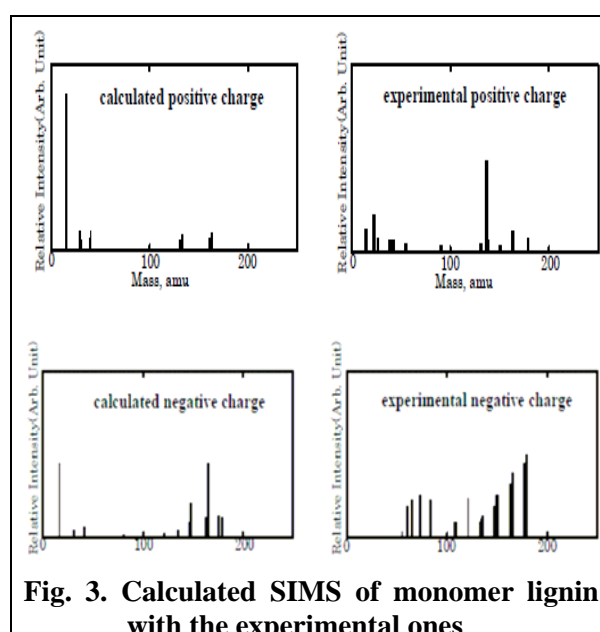 Relative Intensity(Arb. Unit)
calculated positive charge
0
100
200
Mass, amu
Relative Intensity(Arb. Unit)
experimental positive charge
0
100
200
Mass, amu
Relative Intensity(Arb. Unit)
calculated negative charge
0
100
200
Relative Intensity(Arb. Unit)
experimental negative charge
0
100
200
Fig. 3. Calculated SIMS of monomer lignin
with the experimental ones